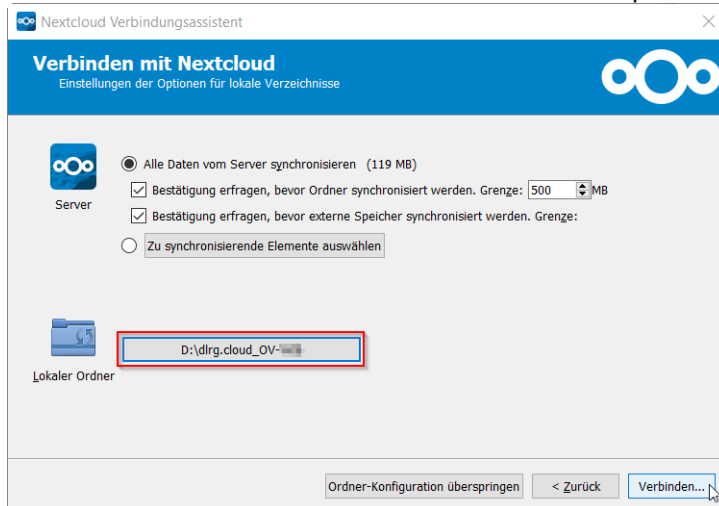 Nextcloud Verbindungsassistent
Verbinden mit Nextcloud
Einstellungen der Optionen für lokale Verzeichnisse
Alle Daten vom Server synchronisieren (119 MB)
Bestätigung erfragen, bevor Ordner synchronisiert werden. Grenze: 500 MB
Server
Bestätigung erfragen, bevor externe Speicher synchronisiert werden. Grenze:
Zu synchronisierende Elemente auswählen
D:\dlrg.cloud_OV-
Lokaler Ordner
Ordner-Konfiguration überspringen < Zurück Verbinden...